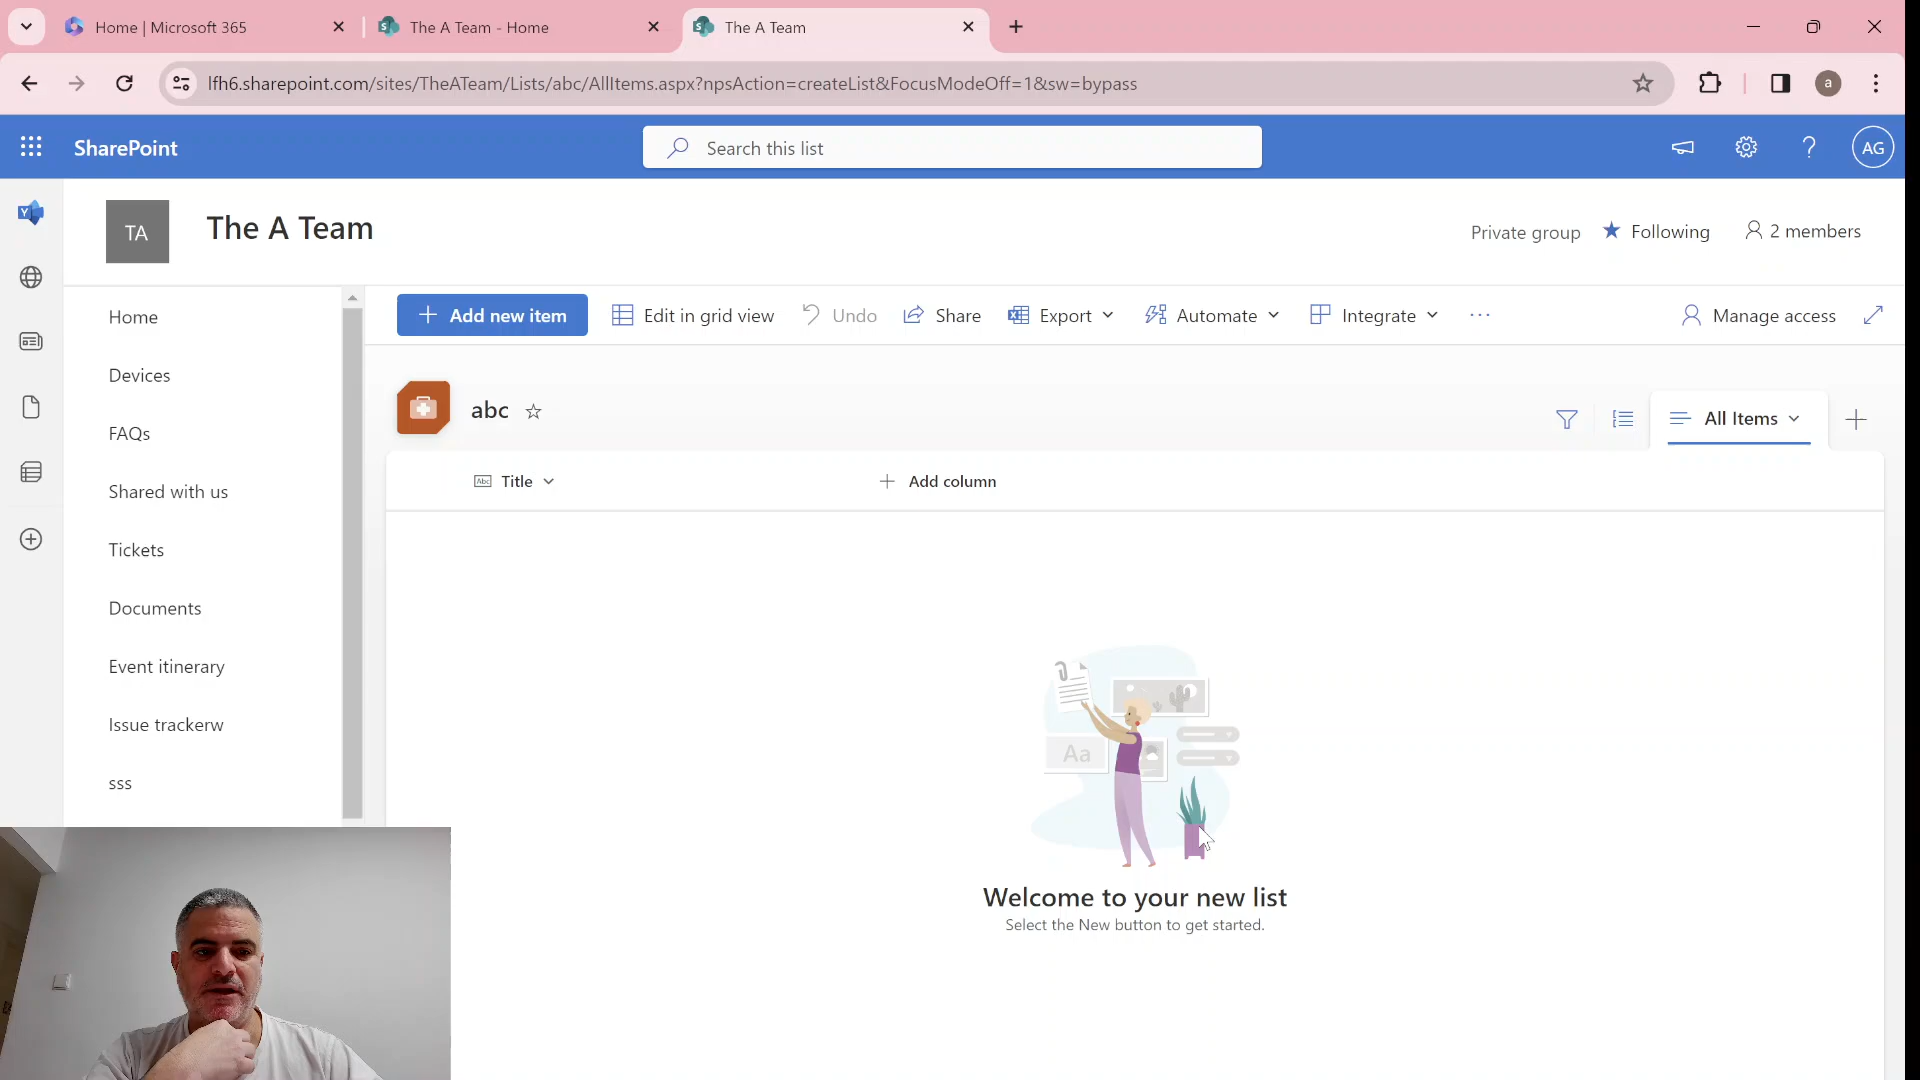 Home | Microsoft 365
The A Team - Home
The A Team
lfh6.sharepoint.com/sites/TheATeam/Lists/abc/AllItems.aspx?npsAction=createList&FocusModeOff=1&sw=bypass
a
SharePoint
Search this list
AG
TA
The A Team
Private group
Following
2 members
Home
Devices
FAQs
Shared with us
Tickets
Documents
Event itinerary
Issue trackerw
sss
Add new item
Edit in grid view
Undo
Share
Export
Automate
Integrate
Manage access
abc
All Items
Abc Title
Add column
Aa
Welcome to your new list
Select the New button to get started.